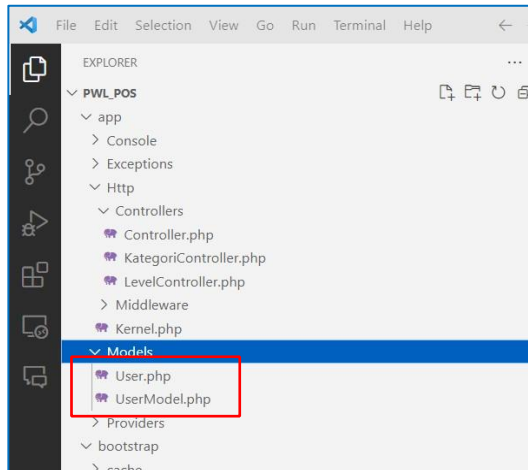 File Edit Selection View Go Run Terminal Help
EXPLORER
PWL_POS
app
Console
Exceptions
Http
Controllers
Controller.php
KategoriController.php
LevelController.php
Middleware
Kernel.php
Models
User.php
UserModel.php
Providers
bootstrap
cache